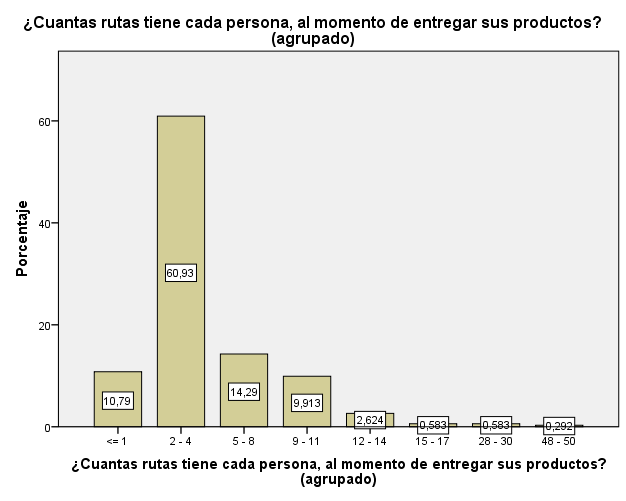 ¿Cuantas rutas tiene cada persona, al momento de entregar sus productos?
(agrupado)
Porcentaje
60
40
20
0
10,79
60,93
14,29
9,913
2,624
0,583
0,583
0,292
<= 1
2 - 4
5 - 8
9 - 11
12 - 14
15 - 17
28 - 30
48 - 50
¿Cuantas rutas tiene cada persona, al momento de entregar sus productos?
(agrupado)